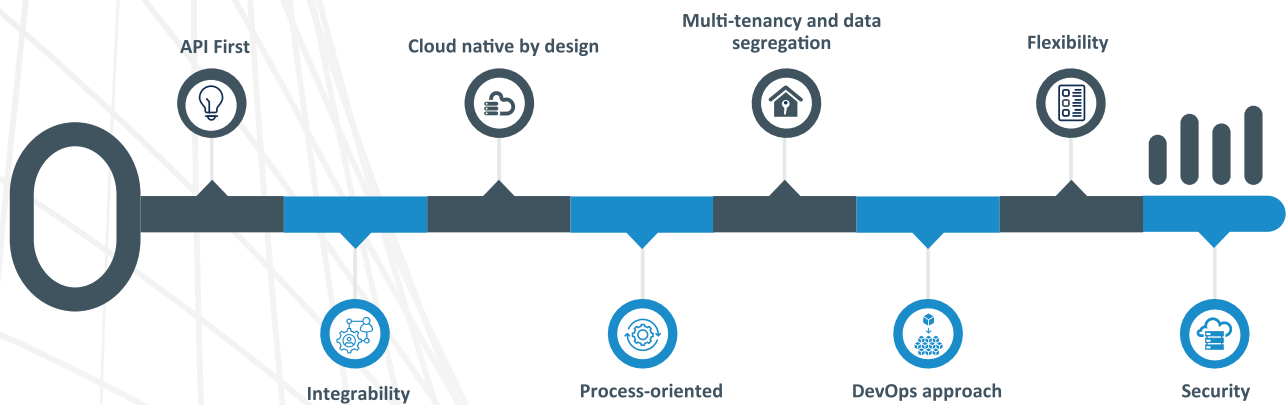 API First
Cloud native by design
Multi-tenancy and data
segregation
Flexibility
Integrability
Process-oriented
DevOps approach
Security